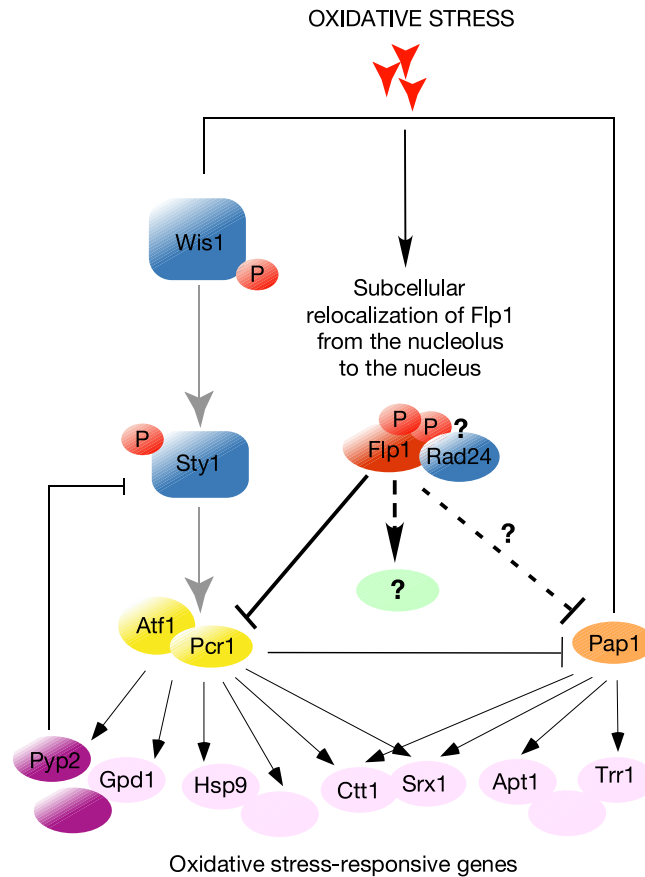 OXIDATIVE STRESS
Wis1
P
Subcellular
relocalization of Flp1
from the nucleolus
to the nucleus
P
P
?
P
Flp1
Rad24
Sty1
?
?
Atf1
Pcr1
Pap1
Pyp2
Gpd1
Hsp9
Ctt1
Srx1
Apt1
Trr1
Oxidative stress-responsive genes